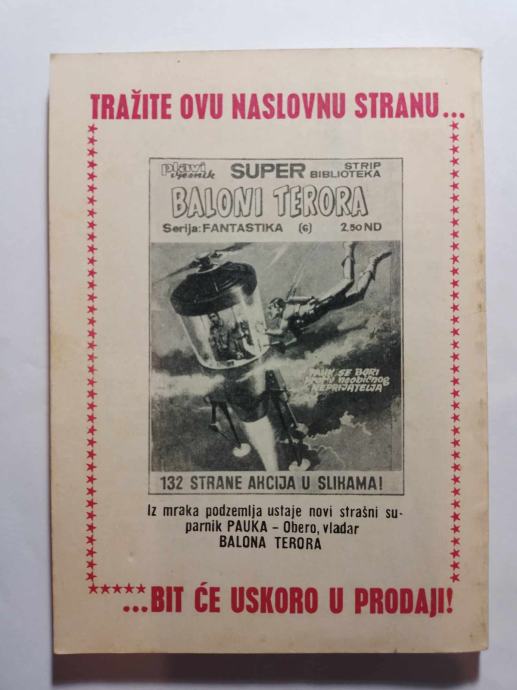 TRAŽITE OVU NASLOVNU STRANU...
plavi vjesnik SUPER STRIP BIBLIOTEKA
BALONI TERORA
Serija: FANTASTIKA (6) 2,50 ND
PAUK SE BORI
protiv neobičnog
NEPRIJATELJA
132 STRANE AKCIJA U SLIKAMA!
Iz mraka podzemlja ustaje novi strašni su-
parnik PAUKA - Obero, vladar
BALONA TERORA
...BIT ĆE USKORO U PRODAJI!